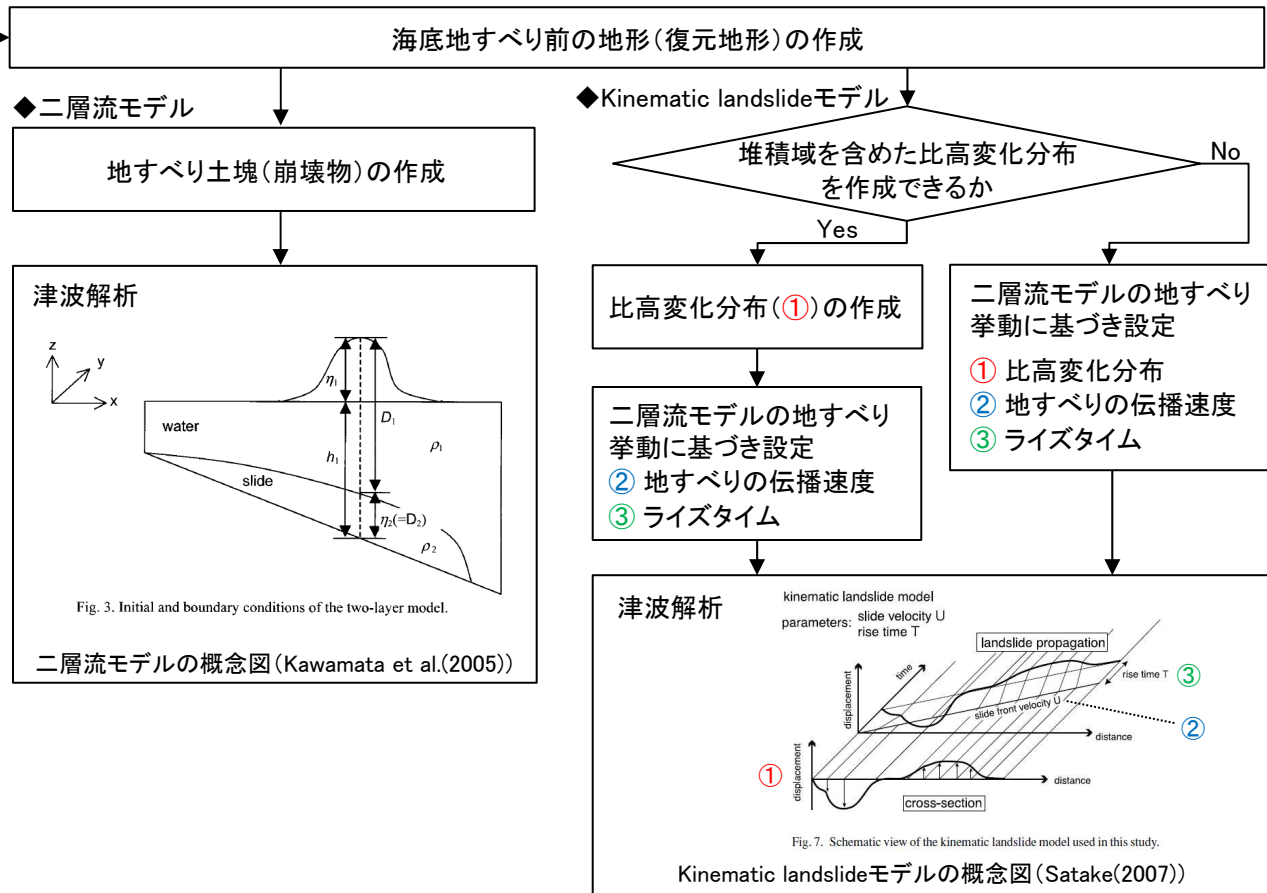 海底地すべり前の地形(復元地形)の作成
◆二層流モデル
地すべり土塊(崩壊物)の作成
津波解析
z
y
x
η1
D1
water
h1
ρ1
slide
η2(=D2)
ρ2
Fig. 3. Initial and boundary conditions of the two-layer model.
二層流モデルの概念図(Kawamata et al.(2005))
◆Kinematic landslideモデル
堆積域を含めた比高変化分布
を作成できるか
No
Yes
比高変化分布(①)の作成
二層流モデルの地すべり
挙動に基づき設定
② 地すべりの伝播速度
③ ライズタイム
二層流モデルの地すべり
挙動に基づき設定
① 比高変化分布
② 地すべりの伝播速度
③ ライズタイム
津波解析
kinematic landslide model
parameters: slide velocity U
rise time T
landslide propagation
time
displacement
rise time T
③
slide front velocity U
②
distance
①
displacement
distance
cross-section
Fig. 7. Schematic view of the kinematic landslide model used in this study.
Kinematic landslideモデルの概念図(Satake(2007))